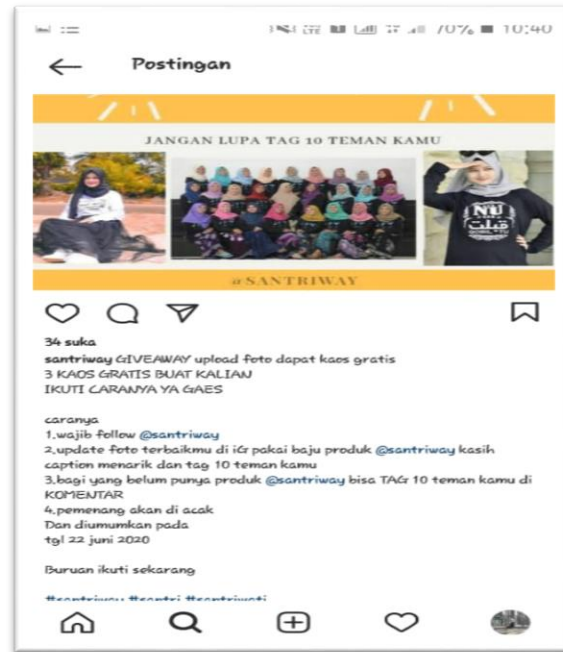 70% 10:40
Postingan
JANGAN LUPA TAG 10 TEMAN KAMU
NU
@SANTRIWAY
34 suka
santriway GIVEAWAY upload foto dapat kaos gratis
3 KAOS GRATIS BUAT KALIAN
IKUTI CARANYA YA GAES
caranya
1.wajib follow @santriway
2.update foto terbaikmu di iG pakai baju produk @santriway kasih
caption menarik dan tag 10 teman kamu
3.bagi yang belum punya produk @santriway bisa TAG 10 teman kamu di
KOMENTAR
4.pemenang akan di acak
Dan diumumkan pada
tgl 22 juni 2020
Buruan ikuti sekarang
#santriway #santri #santriwati